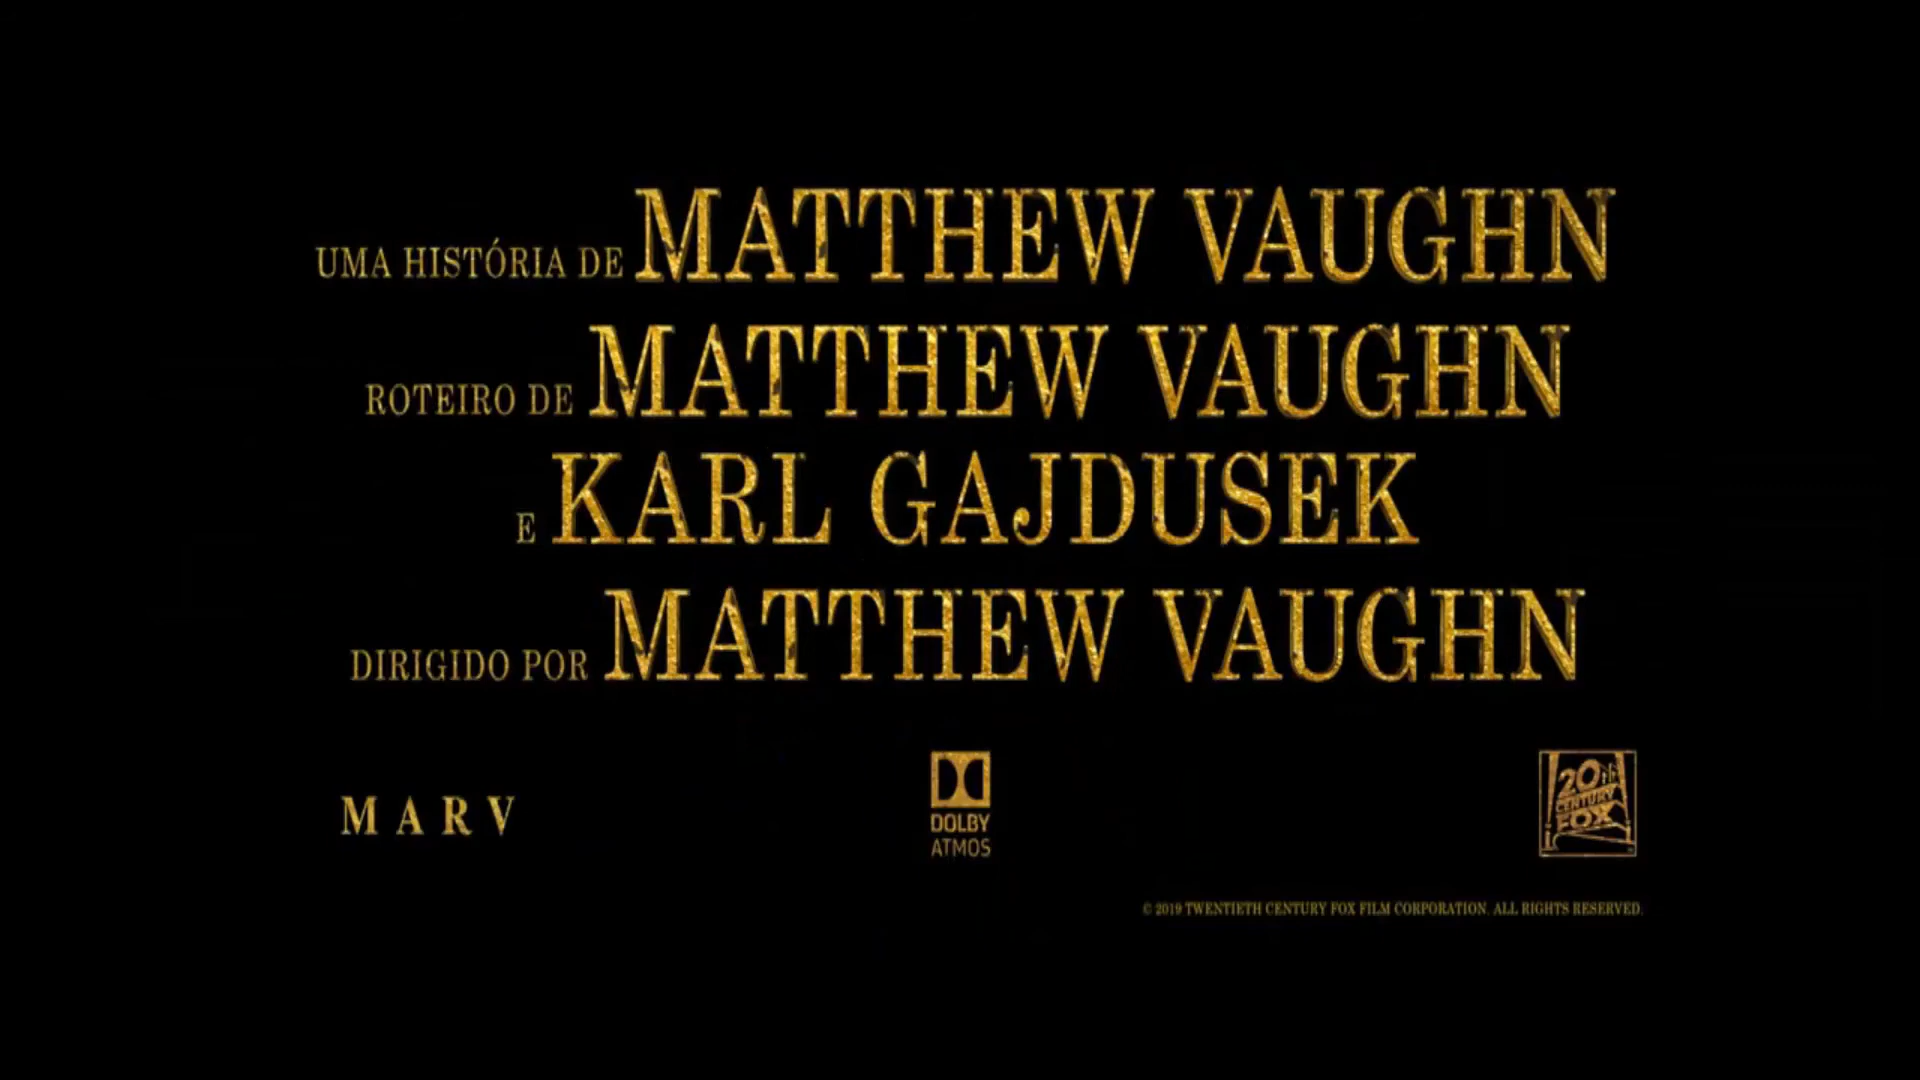 UMA HISTÓRIA DE MATTHEW VAUGHN
ROTEIRO DE MATTHEW VAUGHN
E KARL GAJDUSEK
DIRIGIDO POR MATTHEW VAUGHN
MARV
DOLBY
ATMOS
20th
CENTURY
FOX
© 2019 TWENTIETH CENTURY FOX FILM CORPORATION. ALL RIGHTS RESERVED.